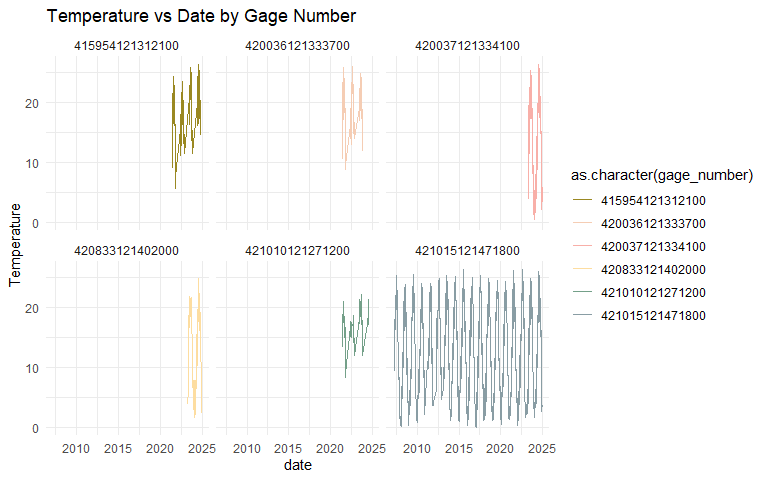 Temperature vs Date by Gage Number
415954121312100 420036121333700 420037121334100
20
10
0
420833121402000 421010121271200 421015121471800
20
10
0
2010 2015 2020 2025 2010 2015 2020 2025 2010 2015 2020 2025
date
Temperature
as.character(gage_number)
415954121312100
420036121333700
420037121334100
420833121402000
421010121271200
421015121471800